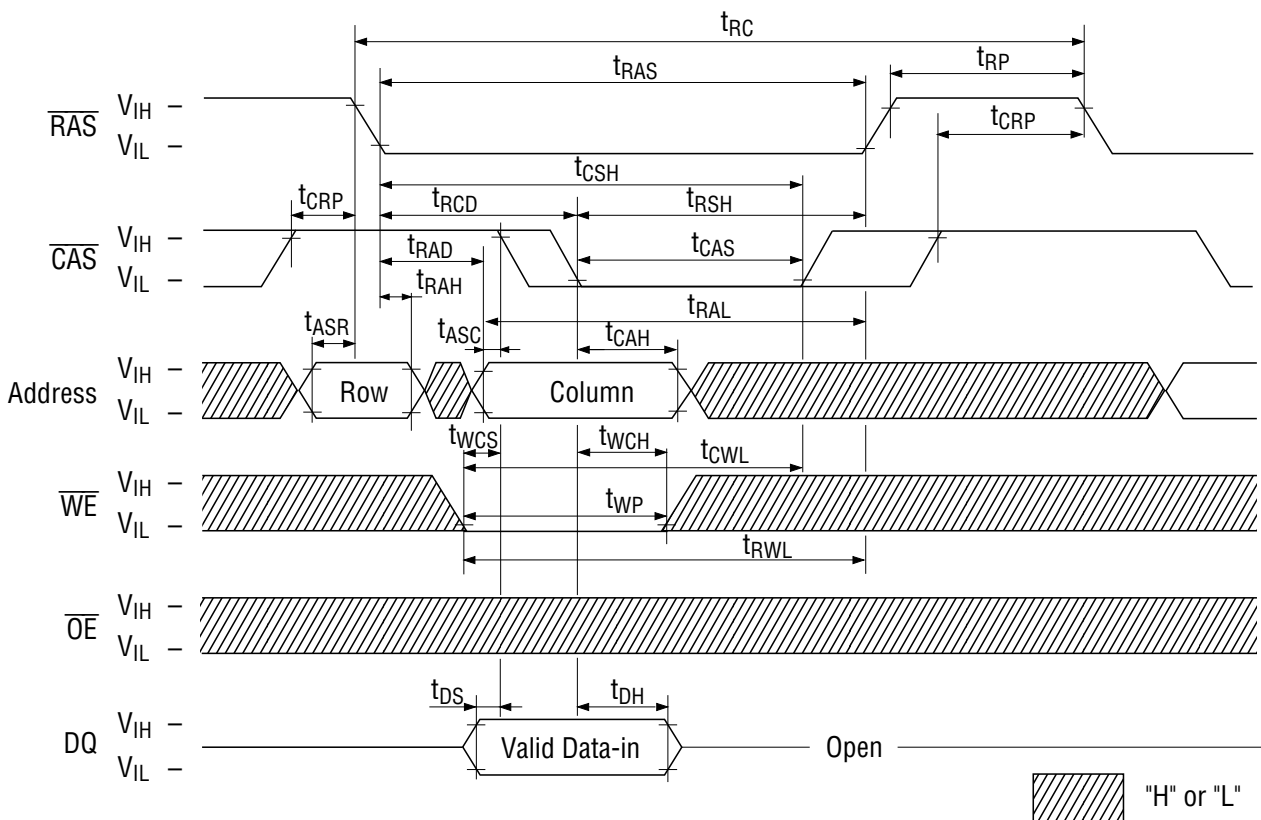 tRC
tRAS
tRP
RAS
VIH –
VIL –
tCRP
tCSH
tCRP
tRCD
tRSH
CAS
VIH –
VIL –
tRAD
tCAS
tRAH
tRAL
tASR
tASC
tCAH
Address
VIH –
VIL –
Row
Column
tWCS
tWCH
tCWL
WE
VIH –
VIL –
tWP
tRWL
OE
VIH –
VIL –
tDS
tDH
DQ
VIH –
VIL –
Valid Data-in
Open
"H" or "L"